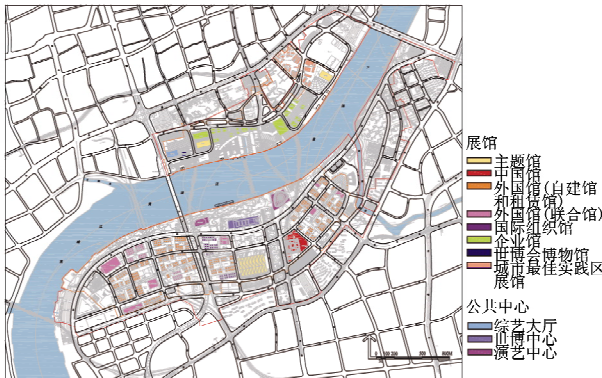 展馆
主题馆
中国馆
外国馆(自建馆
和租赁馆)
外国馆(联合馆)
国际组织馆
企业馆
世博会博物馆
城市最佳实践区
展馆
公共中心
综艺大厅
世博中心
演艺中心